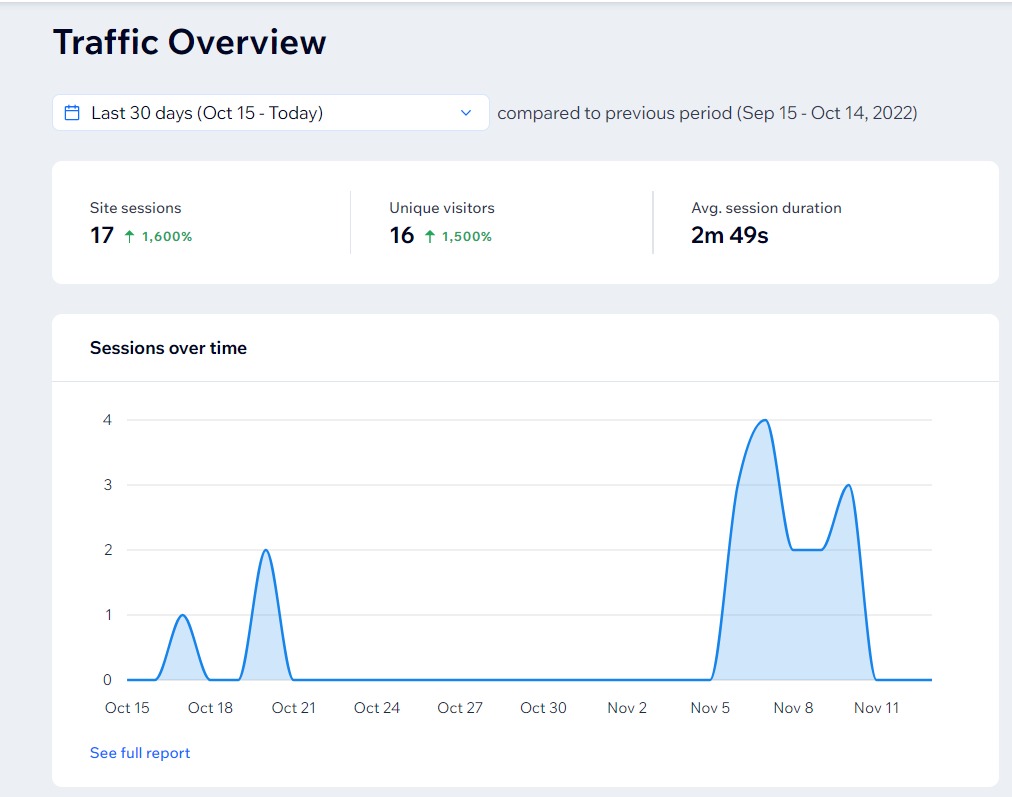 Traffic Overview
Last 30 days (Oct 15 - Today) compared to previous period (Sep 15 - Oct 14, 2022)
Site sessions Unique visitors Avg. session duration
17 ↑ 1,600% 16 ↑ 1,500% 2m 49s
Sessions over time
4
3
2
1
0
Oct 15 Oct 18 Oct 21 Oct 24 Oct 27 Oct 30 Nov 2 Nov 5 Nov 8 Nov 11
See full report